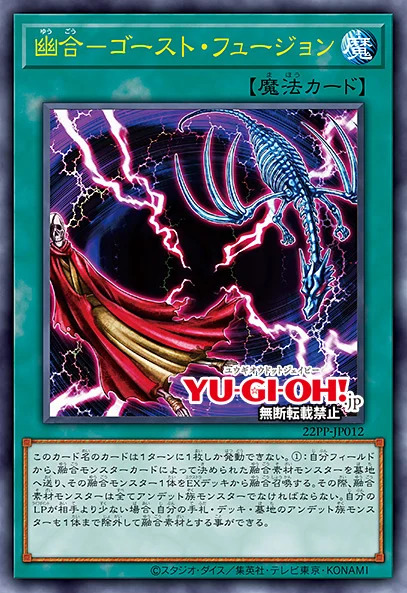 幽合－ゴースト・フュージョン
魔
【魔法カード】
エツギオウドットジェイピー
YU-GI-OH!.jp
無断転載禁止
22PP-JP012
このカード名のカードは1ターンに1枚しか発動できない。①：自分フィールド
から、融合モンスターカードによって決められた融合素材モンスターを墓地
へ送り、その融合モンスター1体をEXデッキから融合召喚する。その際、融合
素材モンスターは全てアンデット族モンスターでなければならない。自分の
LPが相手より少ない場合、自分の手札・デッキ・墓地のアンデット族モンス
ターも1体まで除外して融合素材とする事ができる。
©スタジオ・ダイス／集英社・テレビ東京・KONAMI